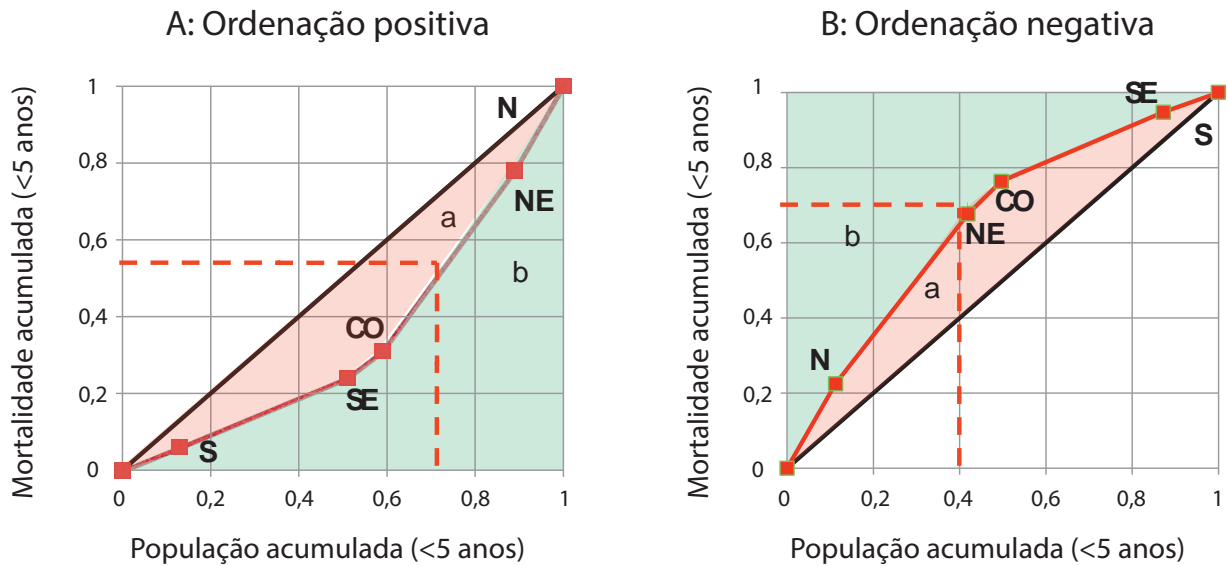 A: Ordenação positiva
Mortalidade acumulada (<5 anos)
1
0,8
0,6
0,4
0,2
0
N
NE
a
b
CO
SE
S
0
0,2
0,4
0,6
0,8
1
População acumulada (<5 anos)
B: Ordenação negativa
Mortalidade acumulada (<5 anos)
1
0,8
0,6
0,4
0,2
0
SE
S
CO
NE
b
a
N
0
0,2
0,4
0,6
0,8
1
População acumulada (<5 anos)